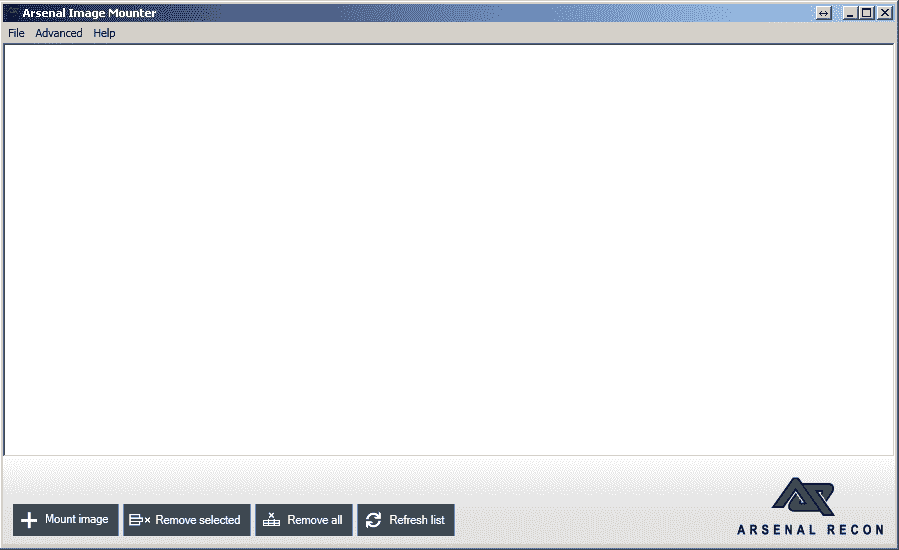 Arsenal Image Mounter
File Advanced Help
Mount image Remove selected Remove all Refresh list
ARSENAL RECON